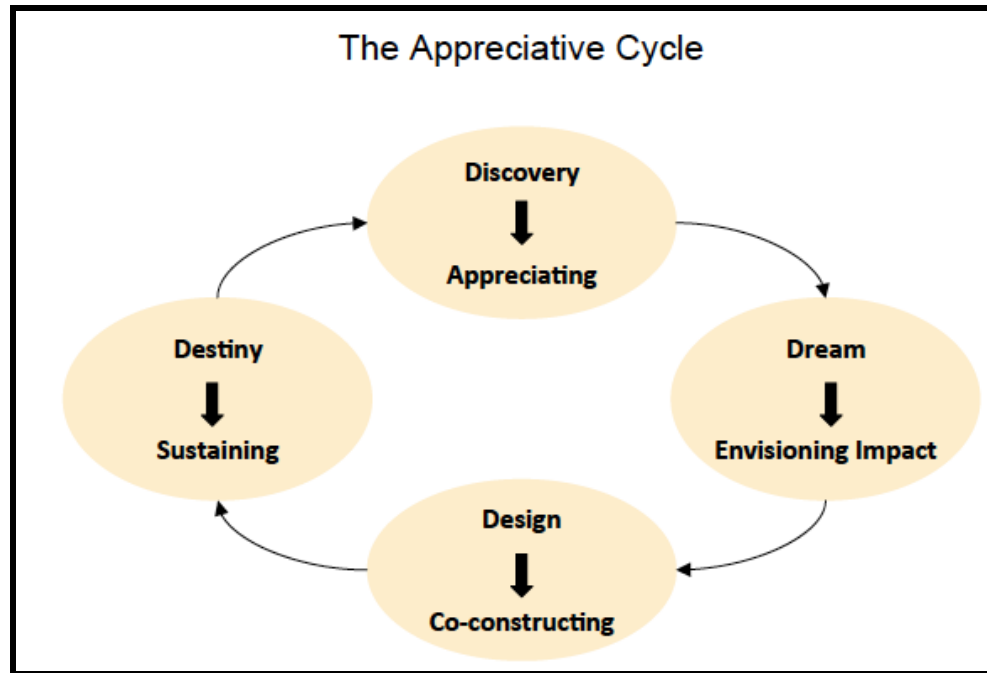 The Appreciative Cycle
Discovery
Appreciating
Dream
Envisioning Impact
Design
Co-constructing
Destiny
Sustaining